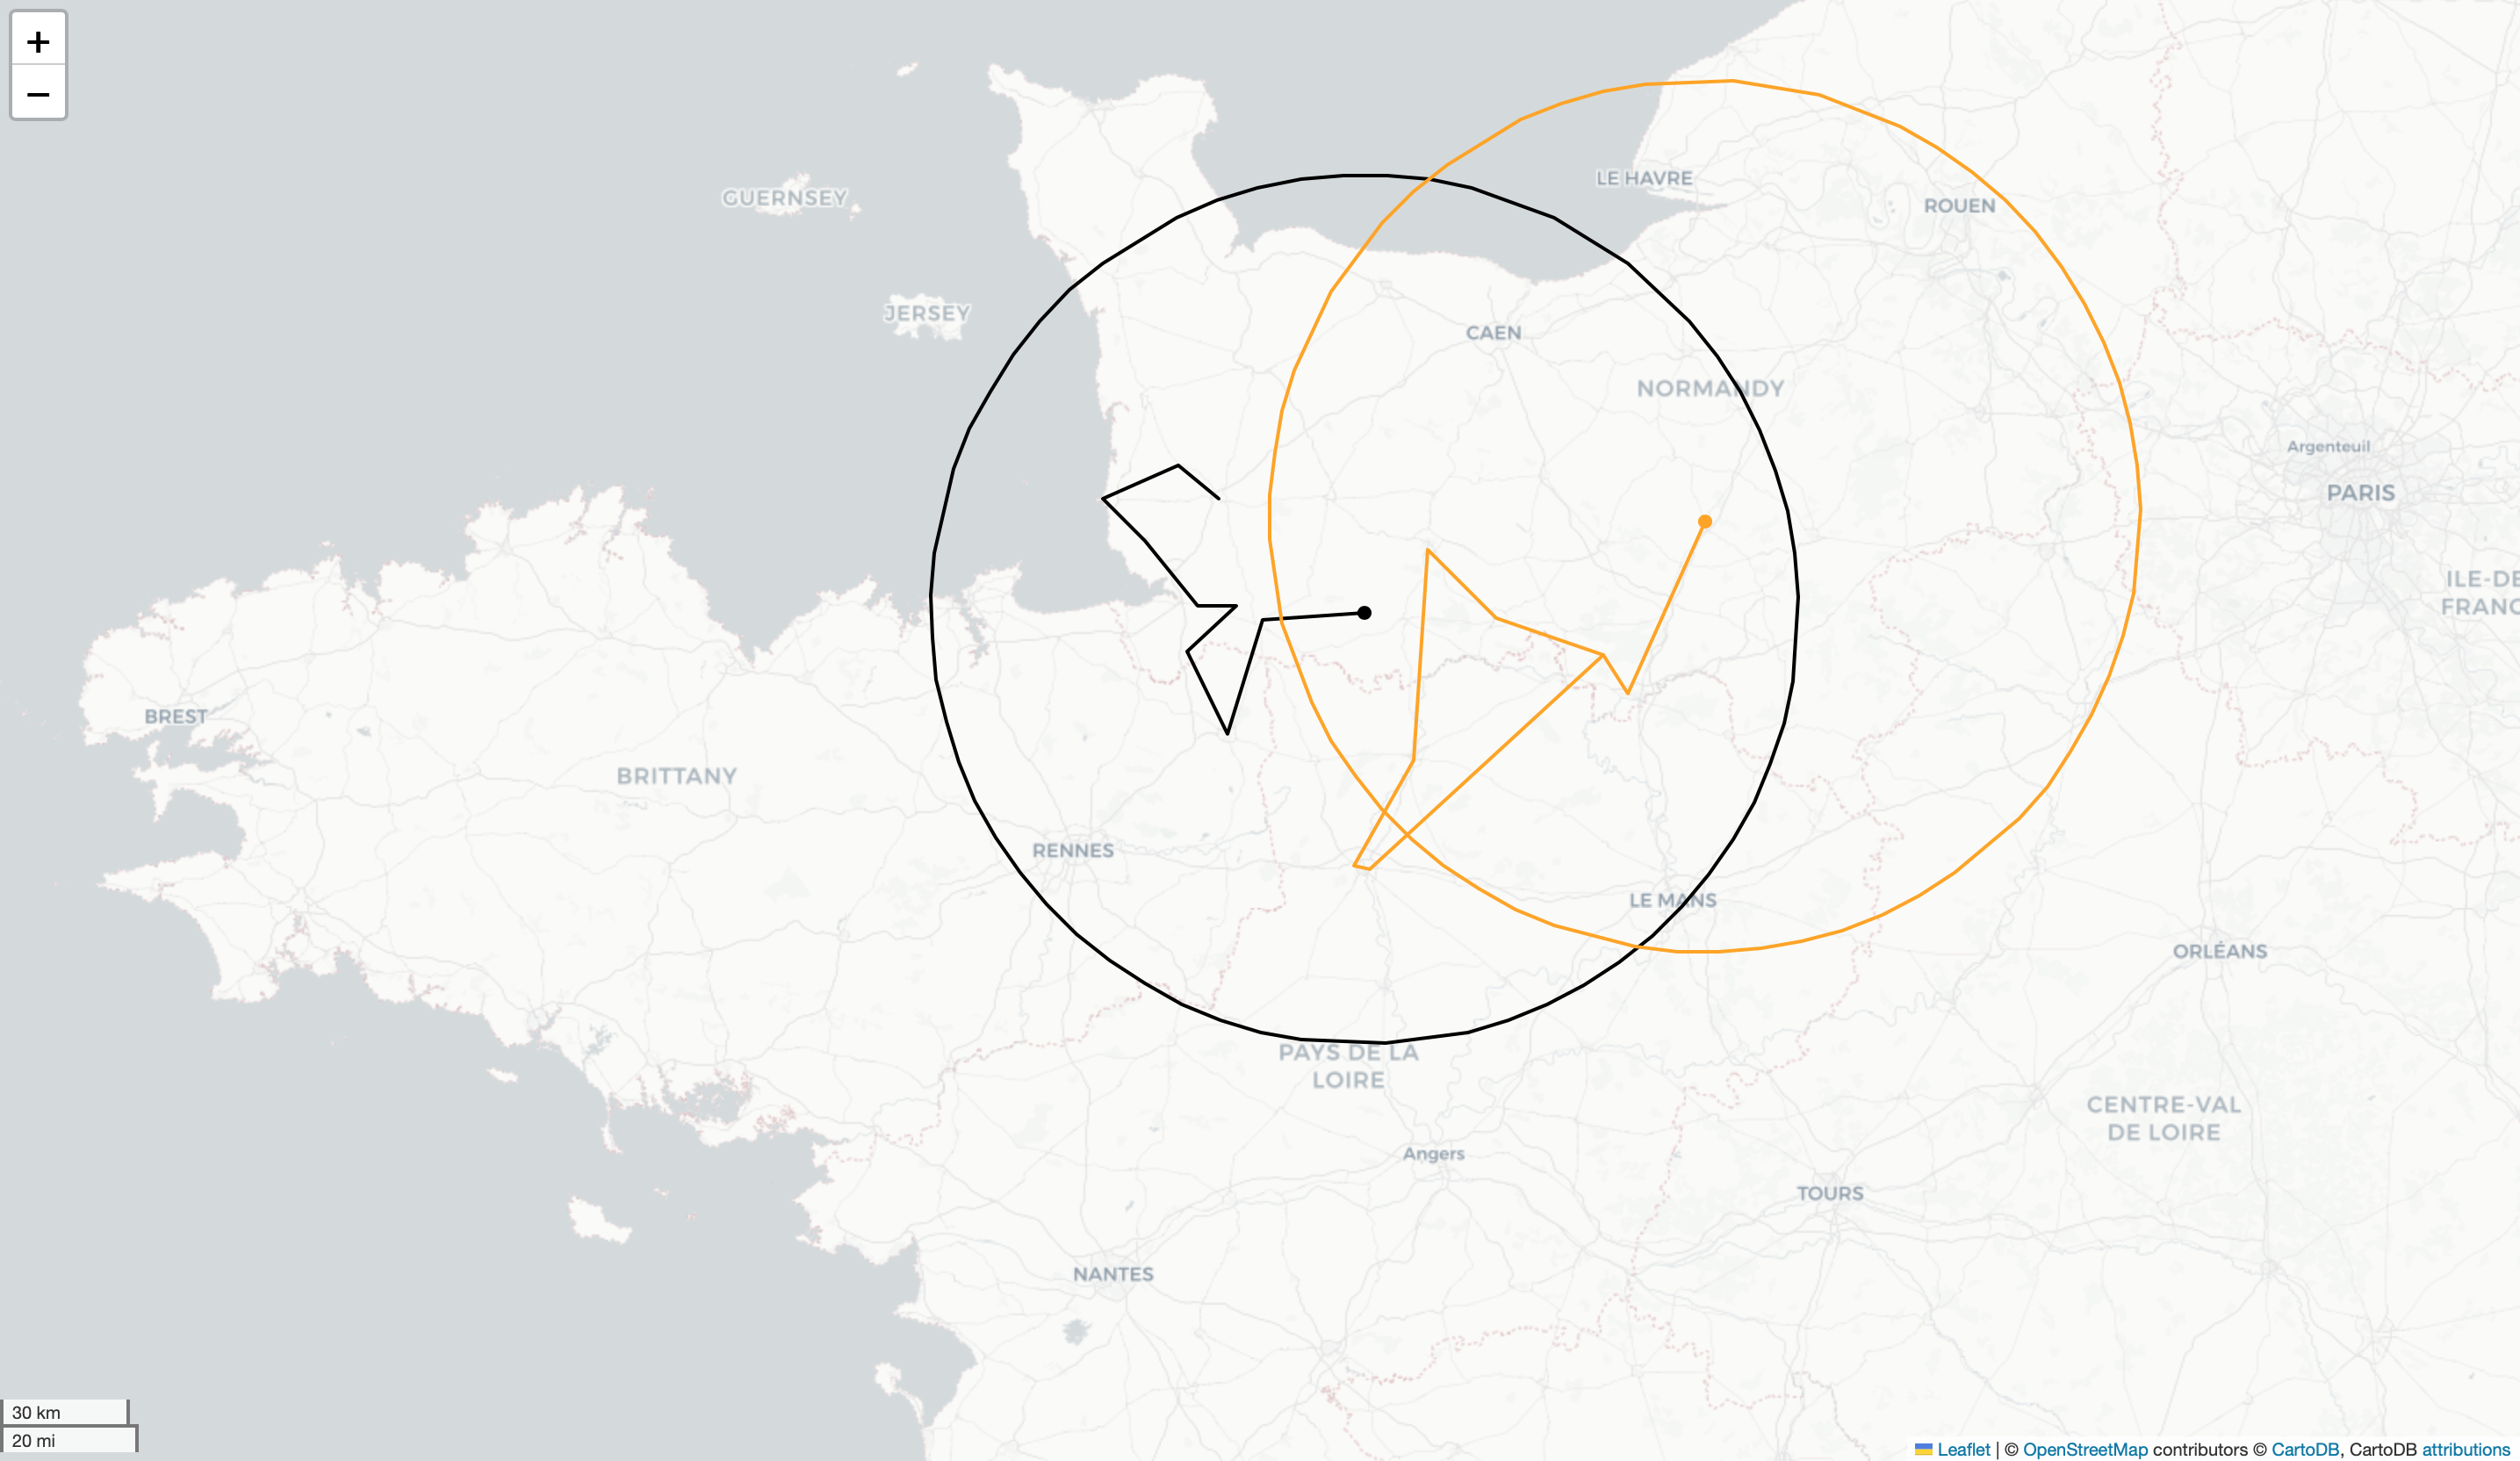 +
−
GUERNSEY
JERSEY
LE HAVRE
ROUEN
CAEN
NORMANDY
Argenteuil
PARIS
ILE-DE
FRANC
BREST
BRITTANY
RENNES
LE MANS
ORLÉANS
PAYS DE LA
LOIRE
CENTRE-VAL
DE LOIRE
Angers
TOURS
NANTES
30 km
20 mi
Leaflet | © OpenStreetMap contributors © CartoDB, CartoDB attributions